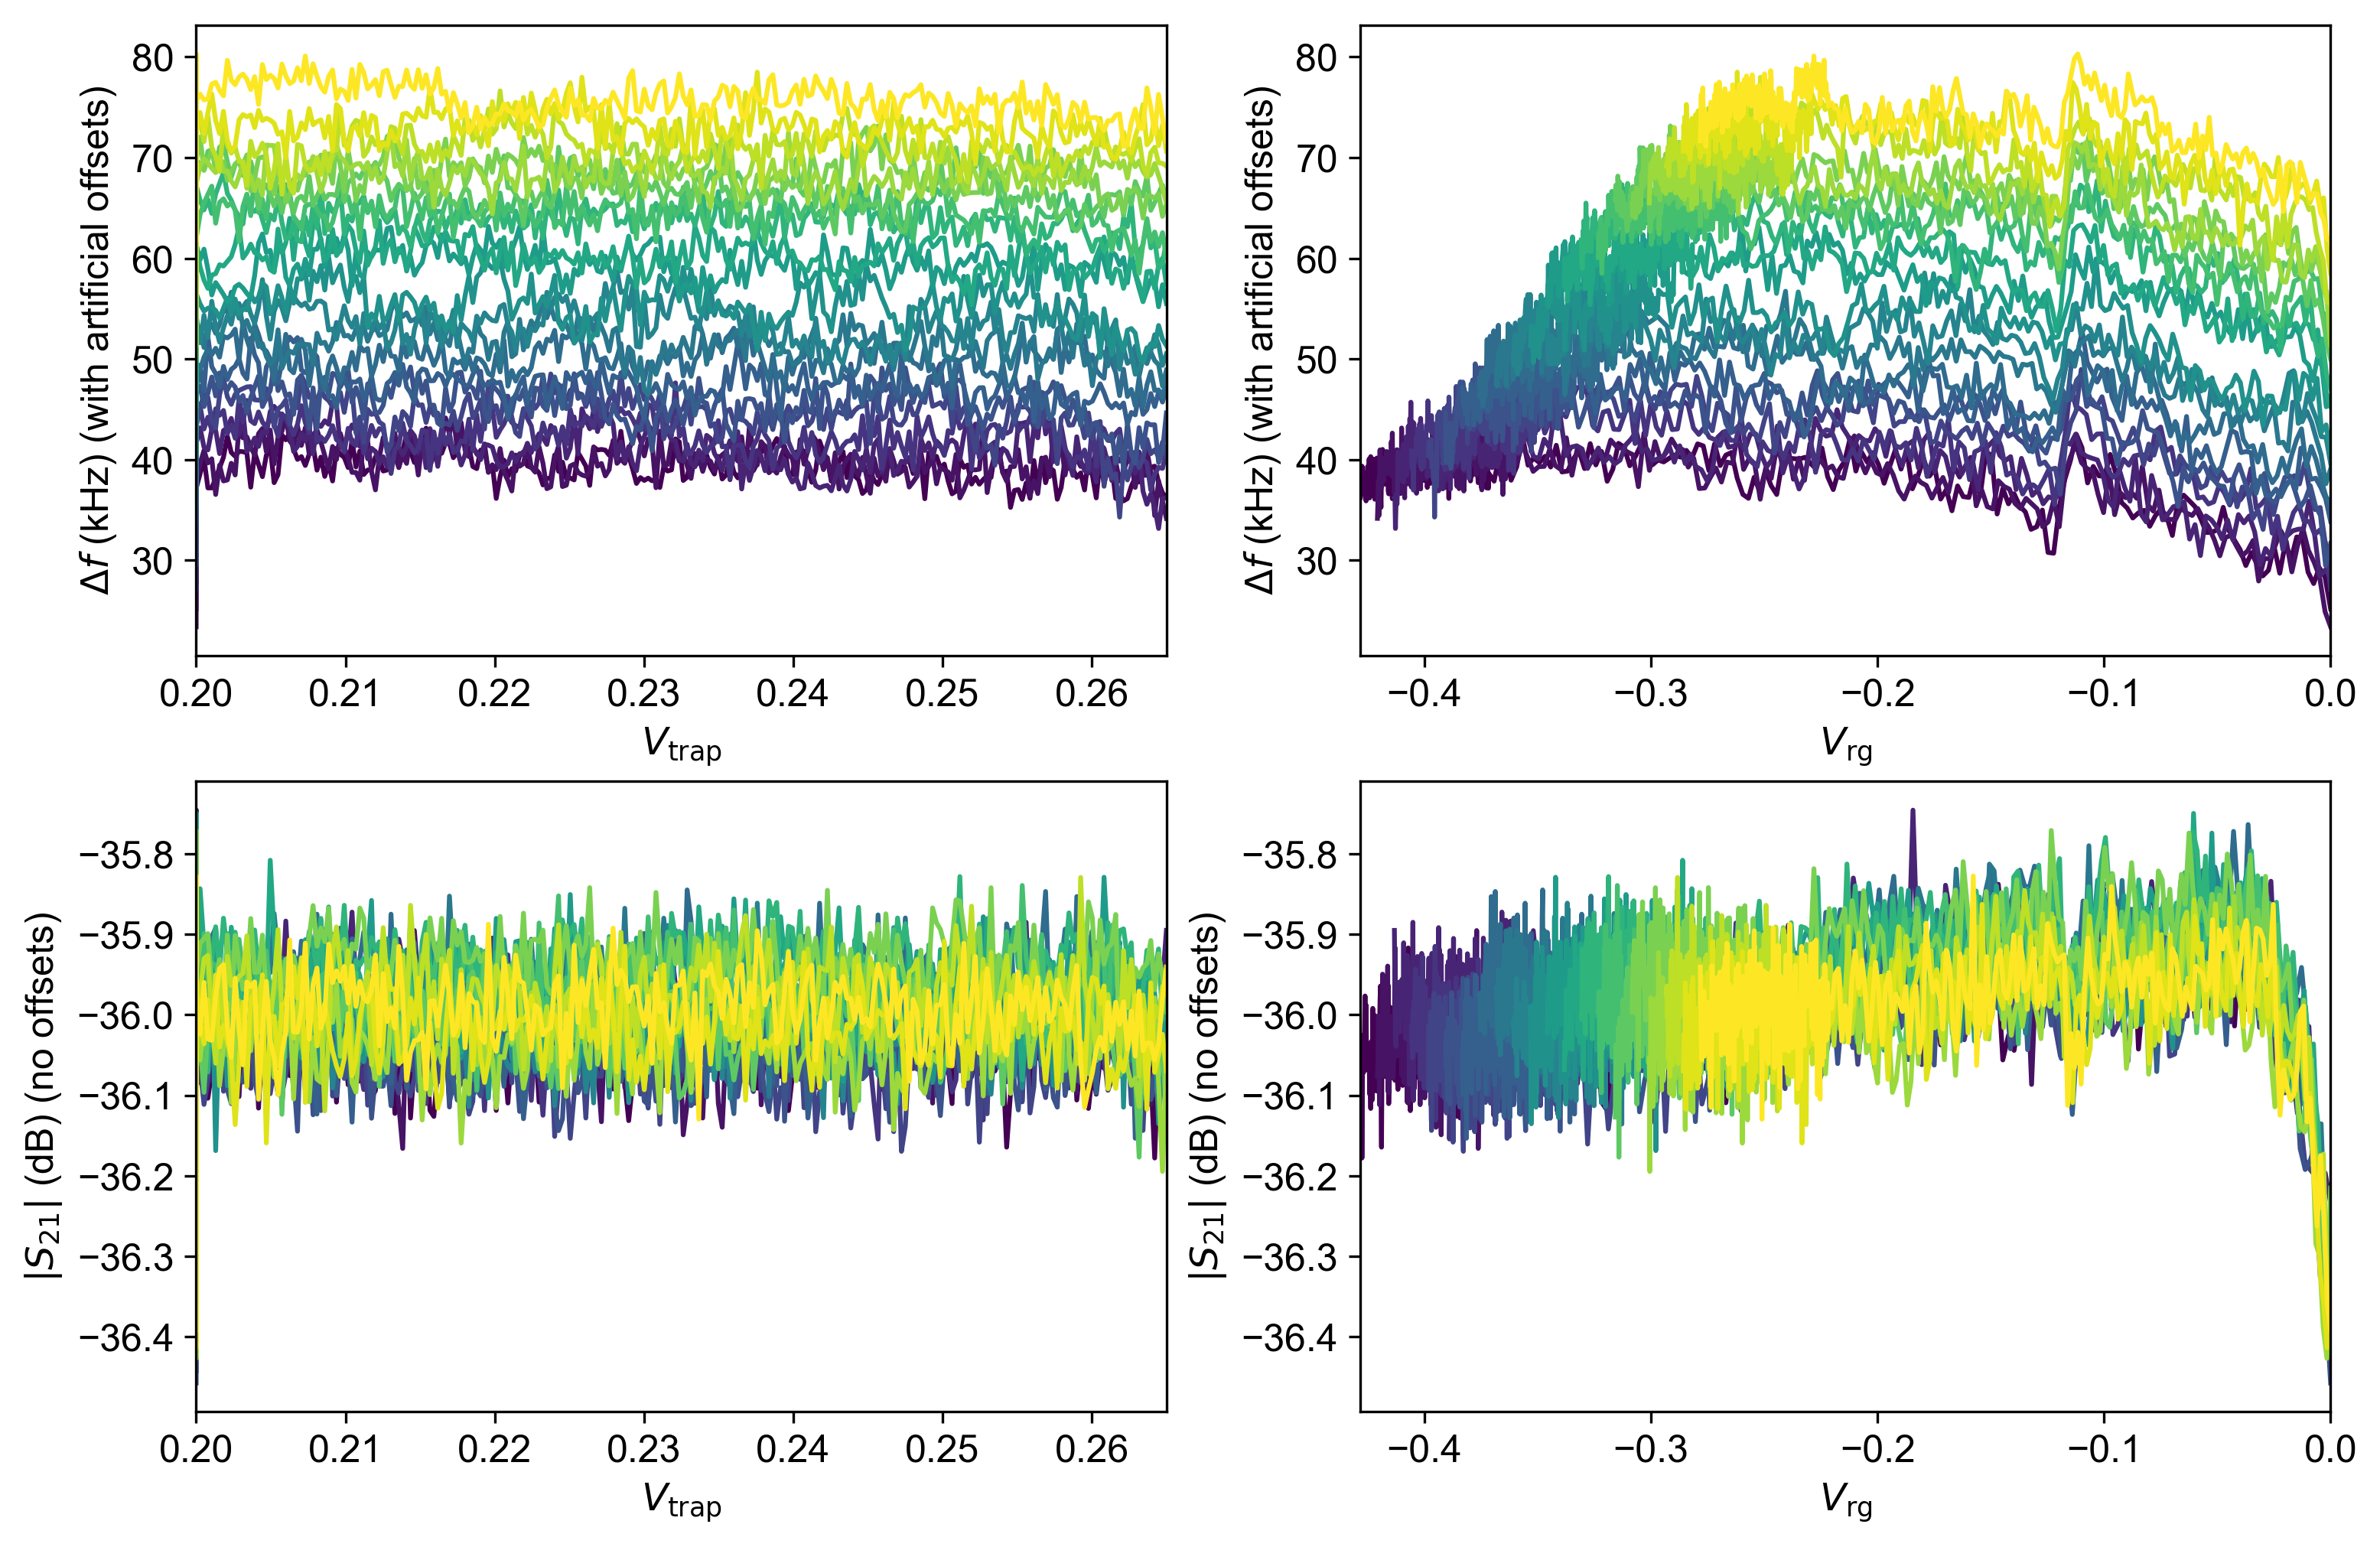 Δf (kHz) (with artificial offsets)
80
70
60
50
40
30
0.20 0.21 0.22 0.23 0.24 0.25 0.26
V_trap
Δf (kHz) (with artificial offsets)
80
70
60
50
40
30
−0.4 −0.3 −0.2 −0.1 0.0
V_rg
|S_21| (dB) (no offsets)
−35.8
−35.9
−36.0
−36.1
−36.2
−36.3
−36.4
0.20 0.21 0.22 0.23 0.24 0.25 0.26
V_trap
|S_21| (dB) (no offsets)
−35.8
−35.9
−36.0
−36.1
−36.2
−36.3
−36.4
−0.4 −0.3 −0.2 −0.1 0.0
V_rg